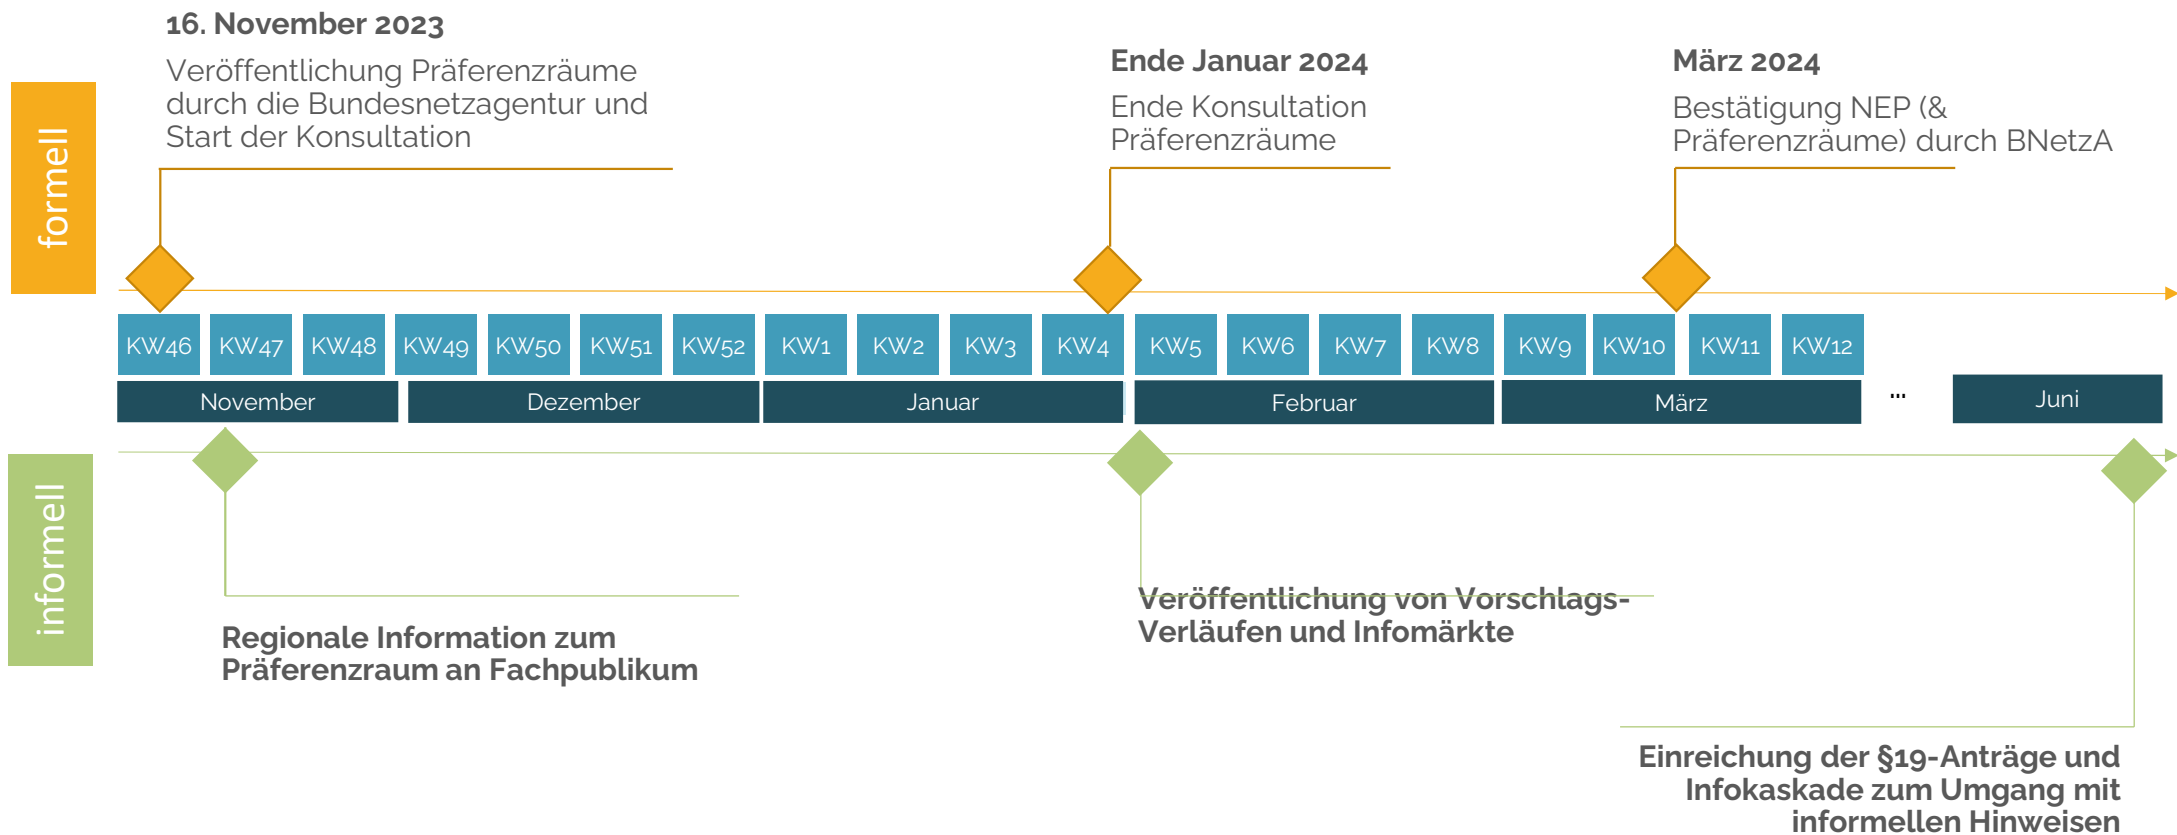 16. November 2023
Veröffentlichung Präferenzräume
durch die Bundesnetzagentur und
Start der Konsultation
Ende Januar 2024
Ende Konsultation
Präferenzräume
März 2024
Bestätigung NEP (&
Präferenzräume) durch BNetzA
formell
KW46 KW47 KW48 KW49 KW50 KW51 KW52 KW1 KW2 KW3 KW4 KW5 KW6 KW7 KW8 KW9 KW10 KW11 KW12
November Dezember Januar Februar März ... Juni
informell
Regionale Information zum
Präferenzraum an Fachpublikum
Veröffentlichung von Vorschlags-
Verläufen und Infomärkte
Einreichung der §19-Anträge und
Infokaskade zum Umgang mit
informellen Hinweisen